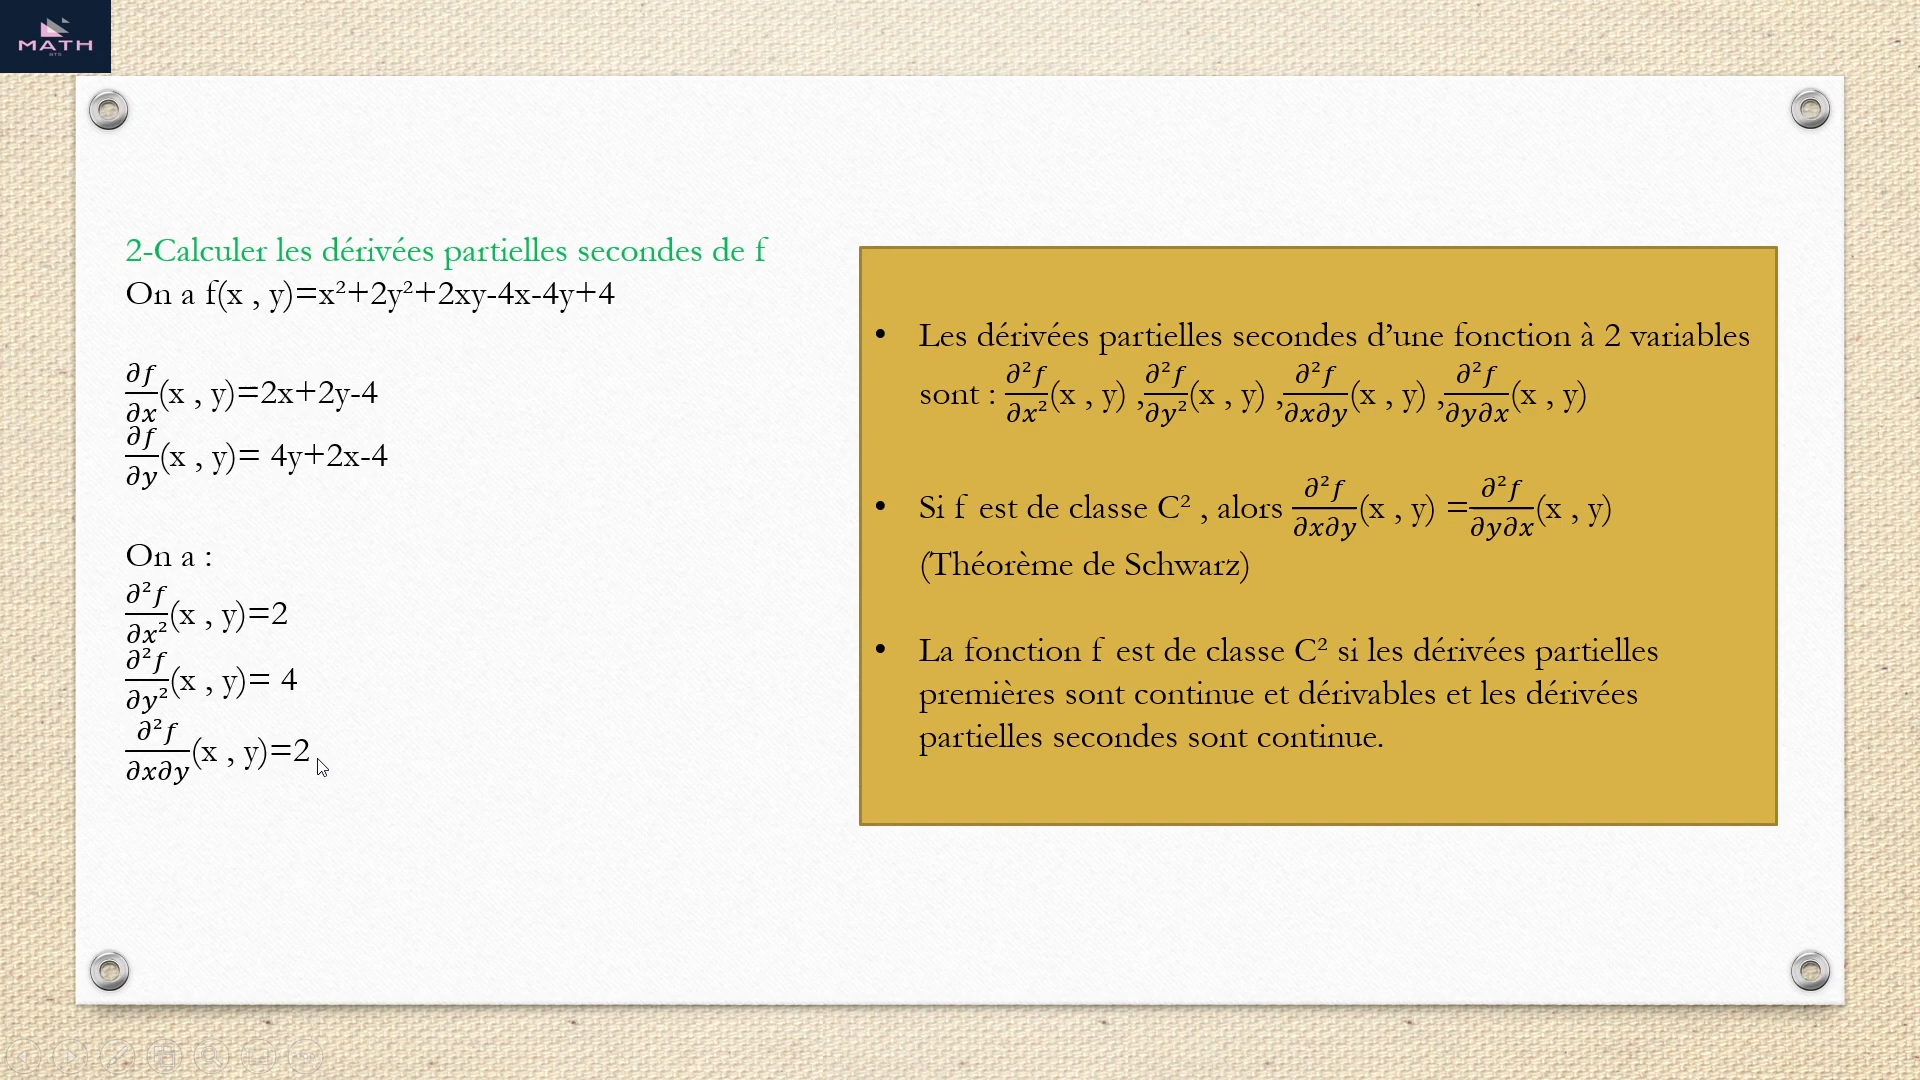 MATH
2-Calculer les dérivées partielles secondes de f
On a f(x , y)=x²+2y²+2xy-4x-4y+4
∂f/∂x(x , y)=2x+2y-4
∂f/∂y(x , y)= 4y+2x-4
On a :
∂²f/∂x²(x , y)=2
∂²f/∂y²(x , y)= 4
∂²f/∂x∂y(x , y)=2
• Les dérivées partielles secondes d’une fonction à 2 variables
sont : ∂²f/∂x²(x , y) ,∂²f/∂y²(x , y) ,∂²f/∂x∂y(x , y) ,∂²f/∂y∂x(x , y)
• Si f est de classe C² , alors ∂²f/∂x∂y(x , y) =∂²f/∂y∂x(x , y)
(Théorème de Schwarz)
• La fonction f est de classe C² si les dérivées partielles
premières sont continue et dérivables et les dérivées
partielles secondes sont continue.